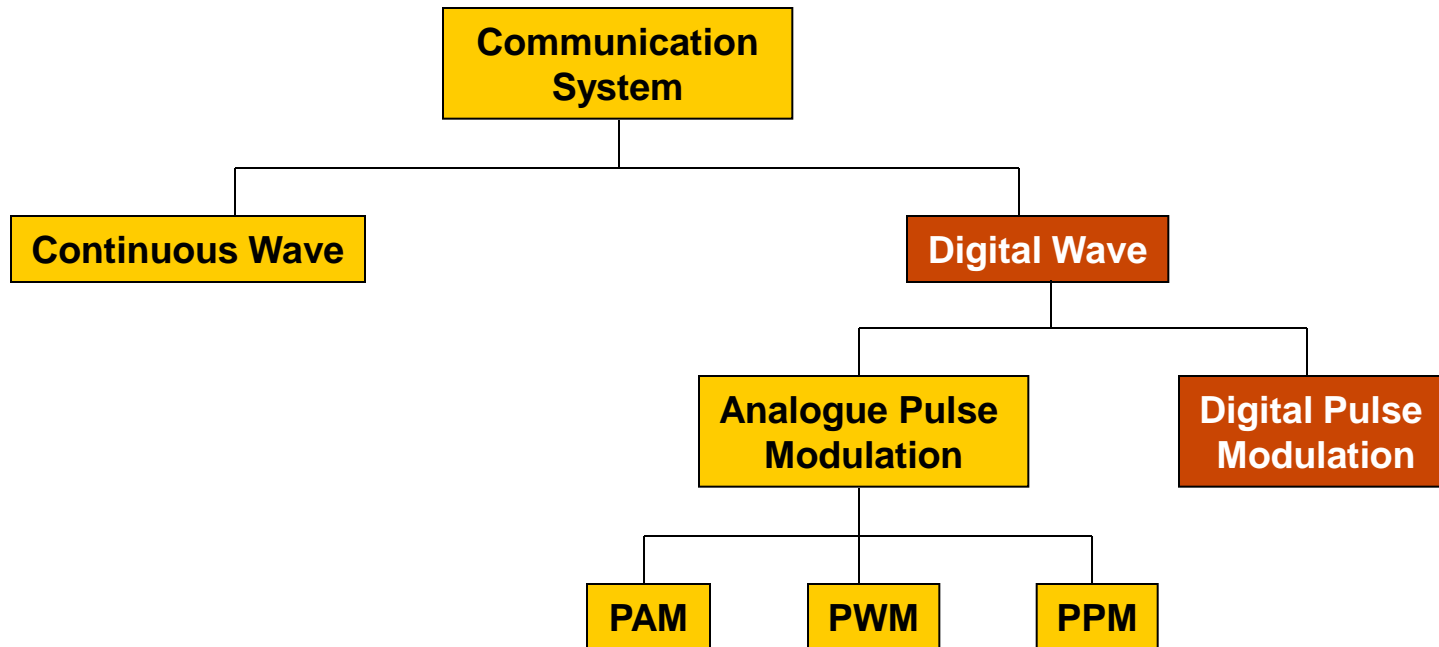 Communication
System
Continuous Wave
Digital Wave
Analogue Pulse
Modulation
Digital Pulse
Modulation
PAM
PWM
PPM